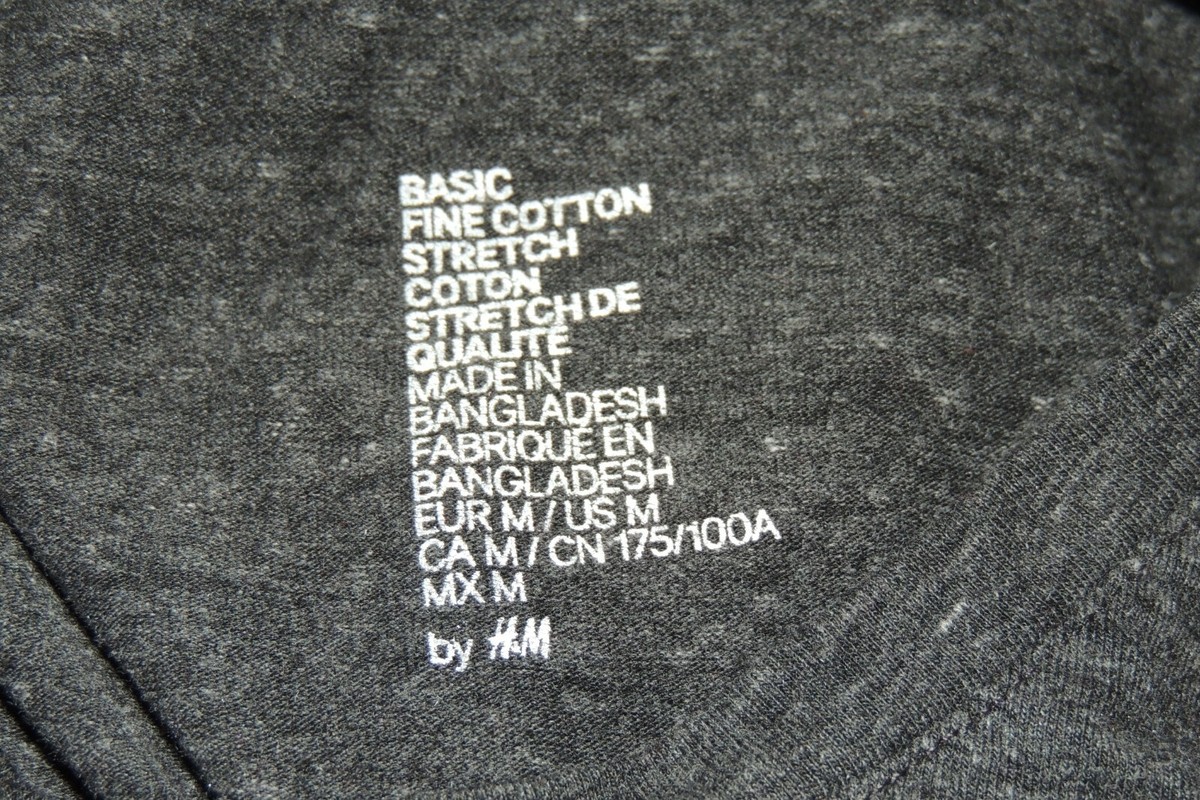 BASIC
FINE COTTON
STRETCH
COTON
STRETCH DE
QUALITÉ
MADE IN
BANGLADESH
FABRIQUÉ EN
BANGLADESH
EUR M / US M
CA M / CN 175/100A
MX M
by H&M